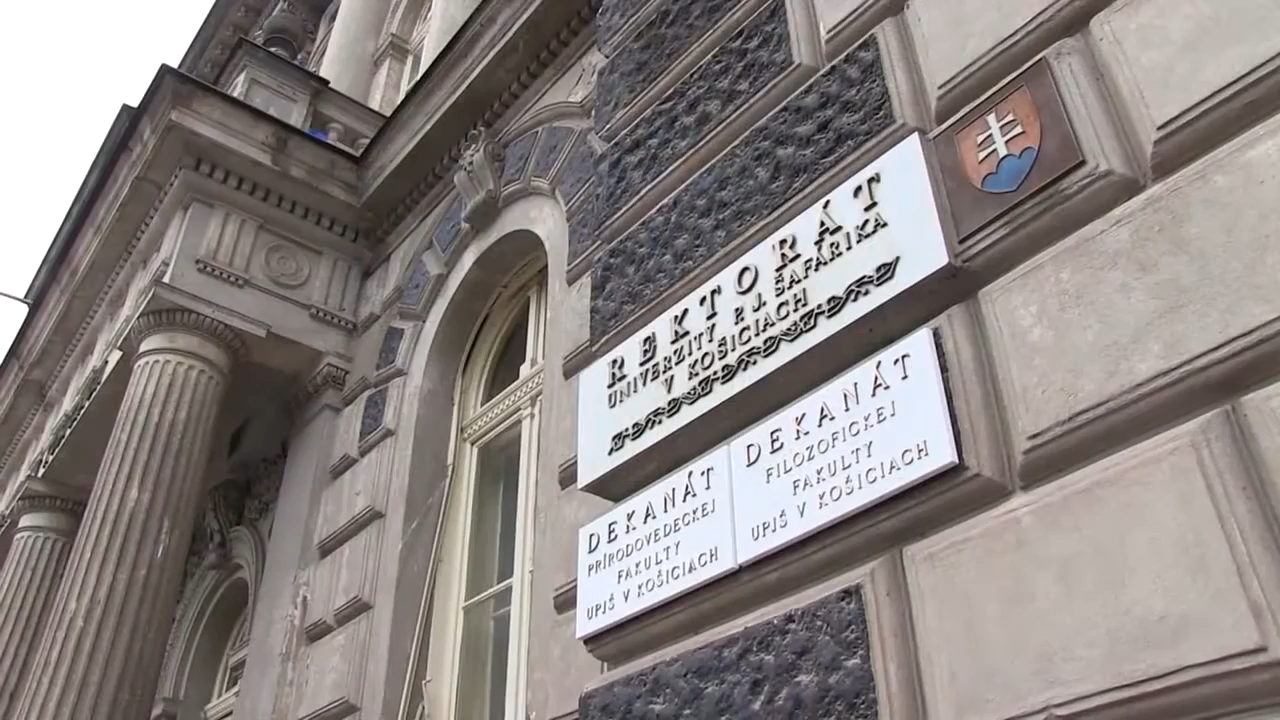 REKTORÁT
UNIVERZITY P. J. ŠAFÁRIKA
V KOŠICIACH
DEKANÁT
PRÍRODOVEDECKEJ
FAKULTY
UPJŠ V KOŠICIACH
DEKANÁT
FILOZOFICKEJ
FAKULTY
UPJŠ V KOŠICIACH